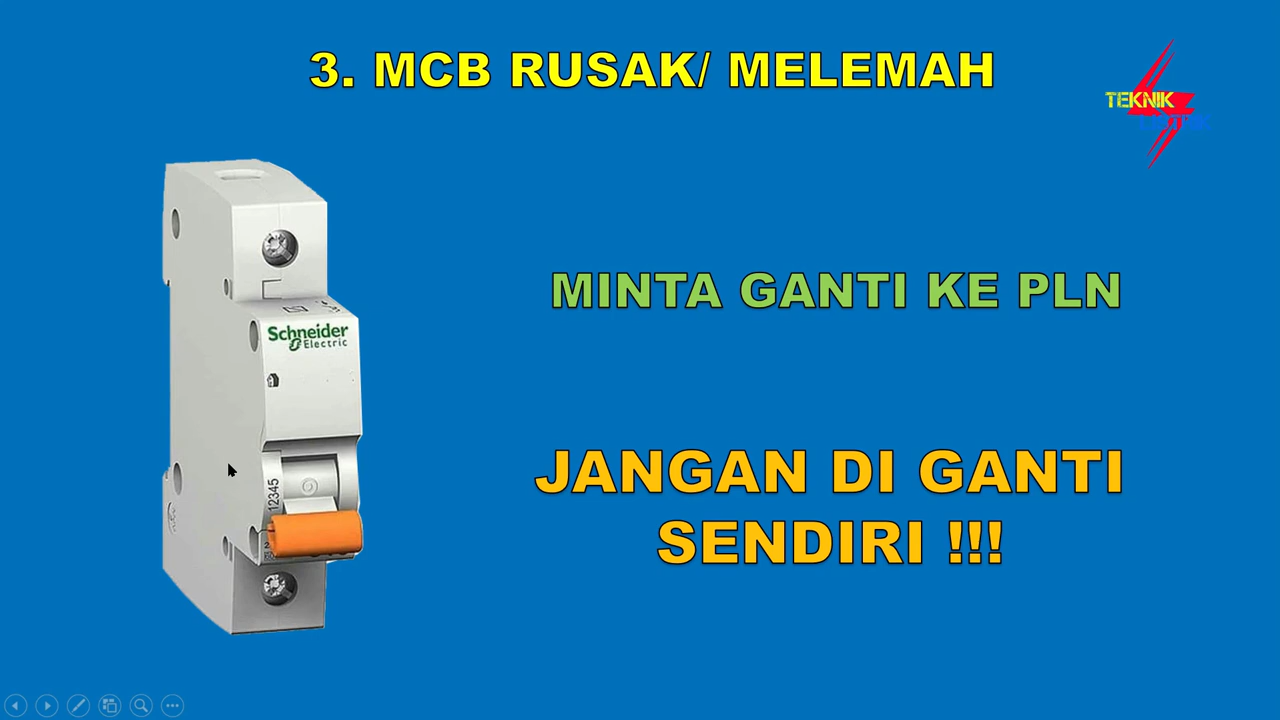 3. MCB RUSAK/ MELEMAH
TEKNIK
MINTA GANTI KE PLN
Schneider
Electric
12345
JANGAN DI GANTI
SENDIRI !!!